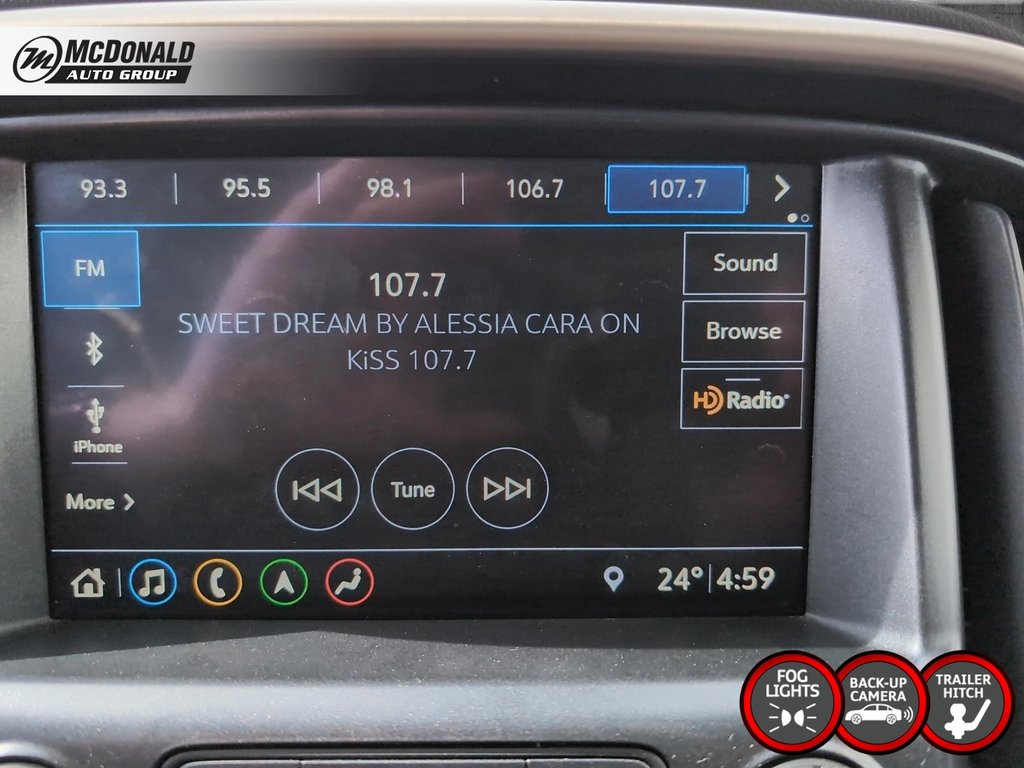 McDONALD
AUTO GROUP
93.3 95.5 98.1 106.7 107.7
FM
107.7
SWEET DREAM BY ALESSIA CARA ON
KiSS 107.7
Sound
Browse
HD Radio
iPhone
More
Tune
24° 4:59
FOG
LIGHTS
BACK-UP
CAMERA
TRAILER
HITCH